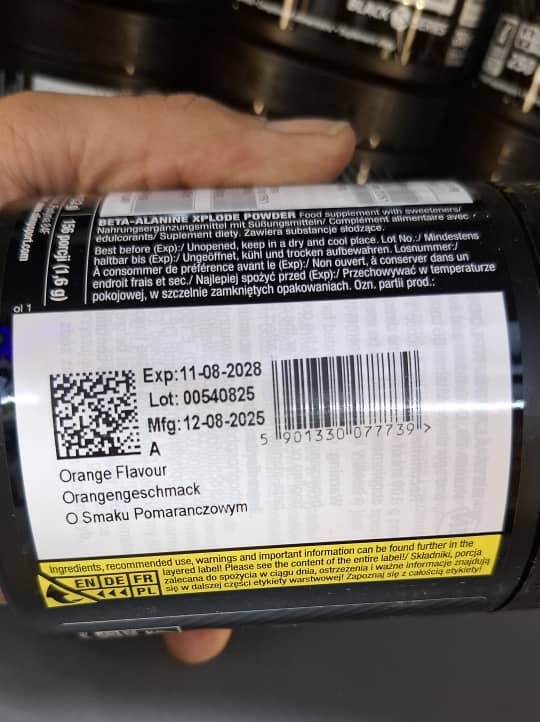 BLACK
250
155 porcji (1,6 g)
BETA-ALANINE XPLODE POWDER Food supplement with sweeteners/
Nahrungsergänzungsmittel mit Süßungsmitteln/ Complément alimentaire avec
édulcorants/ Suplement diety. Zawiera substancje słodzące.
Best before (Exp):/ Unopened, keep in a dry and cool place. Lot No.:/ Mindestens
haltbar bis (Exp):/ Ungeöffnet, kühl und trocken aufbewahren. Losnummer:/
À consommer de préférence avant le (Exp):/ Non ouvert, à conserver dans un
endroit frais et sec./ Najlepiej spożyć przed (Exp):/ Przechowywać w temperaturze
pokojowej, w szczelnie zamkniętych opakowaniach. Ozn. partii prod.:
Exp:11-08-2028
Lot: 00540825
Mfg:12-08-2025
A
5 901330 077739 >
Orange Flavour
Orangengeschmack
O Smaku Pomaranczowym
Ingredients, recommended use, warnings and important information can be found further in the
layered label! Please see the content of the entire label!/ Składniki, porcja
zalecana do spożycia w ciągu dnia, ostrzeżenia i ważne informacje znajdują
się w dalszej części etykiety warstwowej! Zapoznaj się z całością etykiety!
EN DE FR
PL